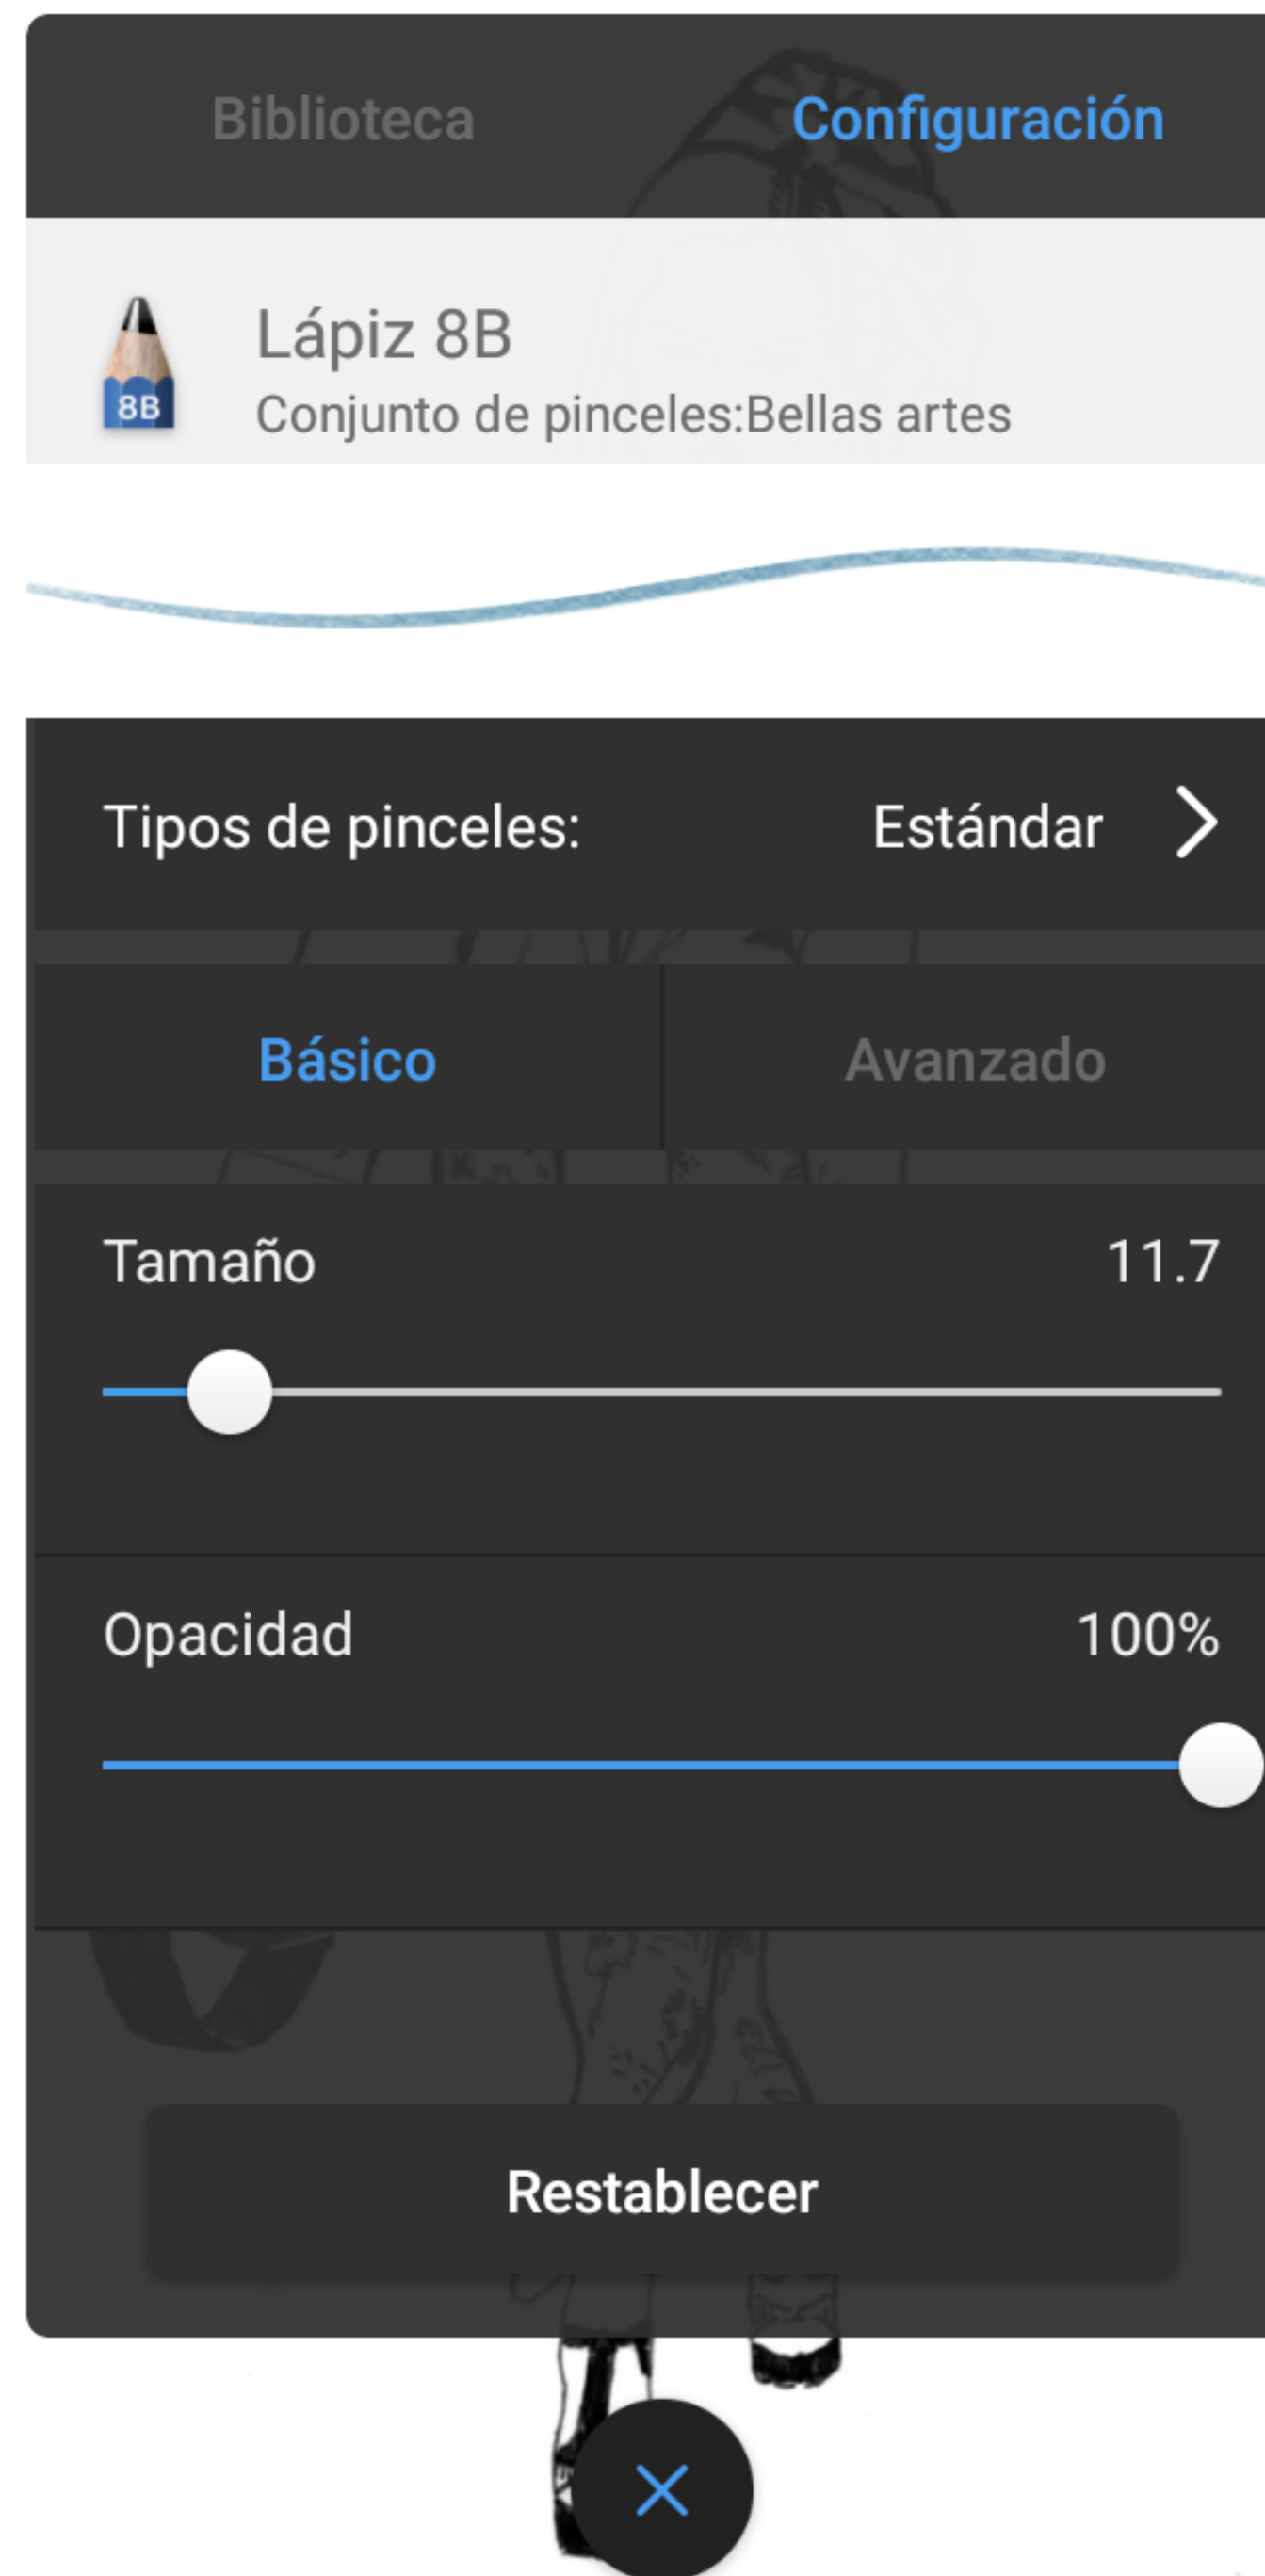 Biblioteca Configuración
Lápiz 8B
8B
Conjunto de pinceles:Bellas artes
Tipos de pinceles: Estándar
Básico Avanzado
Tamaño 11.7
Opacidad 100%
Restablecer